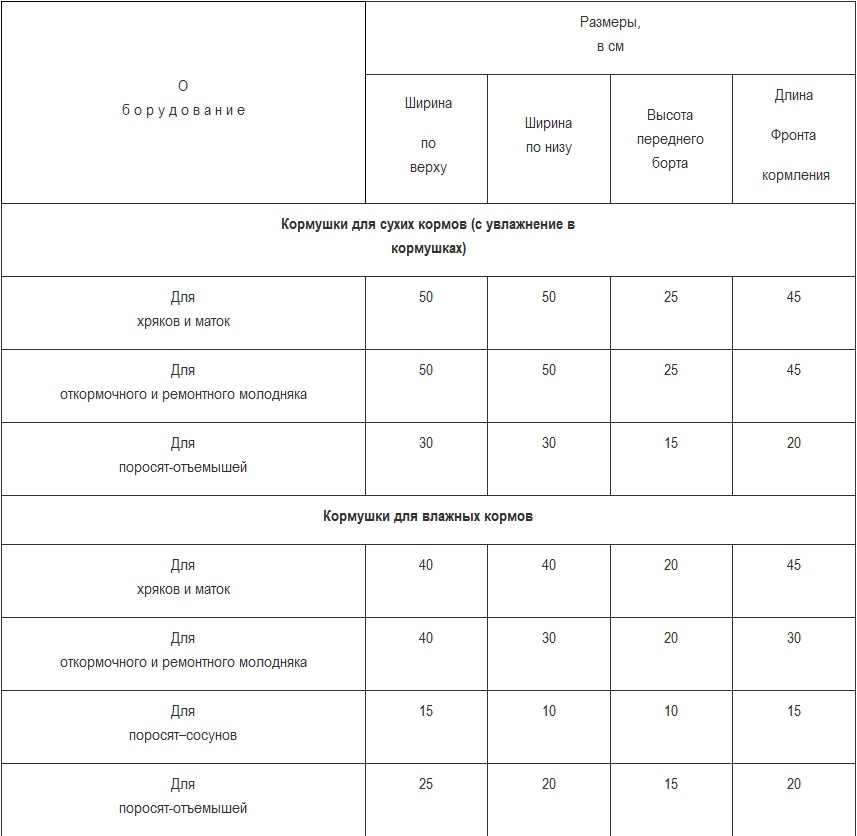 О
б о р у д о в а н и е
Размеры,
в см
Ширина
по
верху
Ширина
по низу
Высота
переднего
борта
Длина
Фронта
кормления
Кормушки для сухих кормов (с увлажнение в
кормушках)
Для
хряков и маток
50
50
25
45
Для
откормочного и ремонтного молодняка
50
50
25
45
Для
поросят-отъемышей
30
30
15
20
Кормушки для влажных кормов
Для
хряков и маток
40
40
20
45
Для
откормочного и ремонтного молодняка
40
30
20
30
Для
поросят–сосунов
15
10
10
15
Для
поросят-отъемышей
25
20
15
20